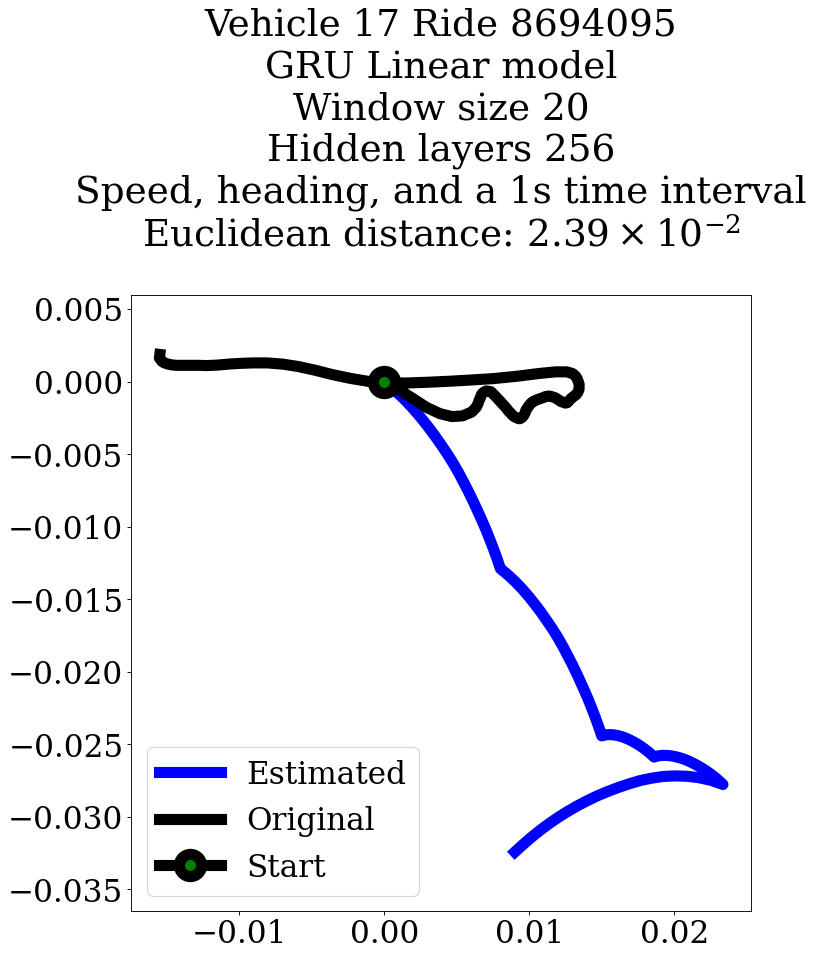 Vehicle 17 Ride 8694095
GRU Linear model
Window size 20
Hidden layers 256
Speed, heading, and a 1s time interval
Euclidean distance: 2.39 × 10⁻²
0.005
0.000
−0.005
−0.010
−0.015
−0.020
−0.025
−0.030
−0.035
Estimated
Original
Start
−0.01 0.00 0.01 0.02